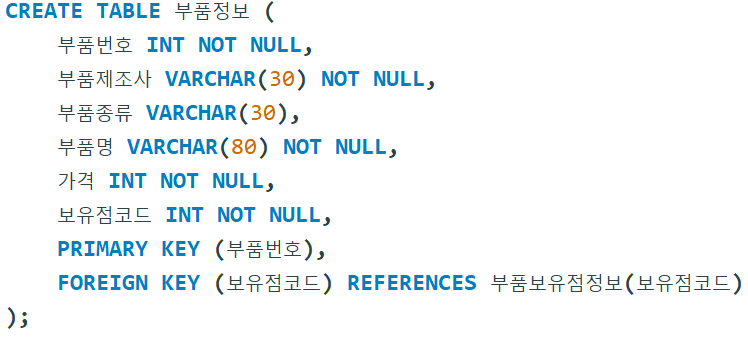 CREATE TABLE 부품정보 (
부품번호 INT NOT NULL,
부품제조사 VARCHAR(30) NOT NULL,
부품종류 VARCHAR(30),
부품명 VARCHAR(80) NOT NULL,
가격 INT NOT NULL,
보유점코드 INT NOT NULL,
PRIMARY KEY (부품번호),
FOREIGN KEY (보유점코드) REFERENCES 부품보유점정보(보유점코드)
);